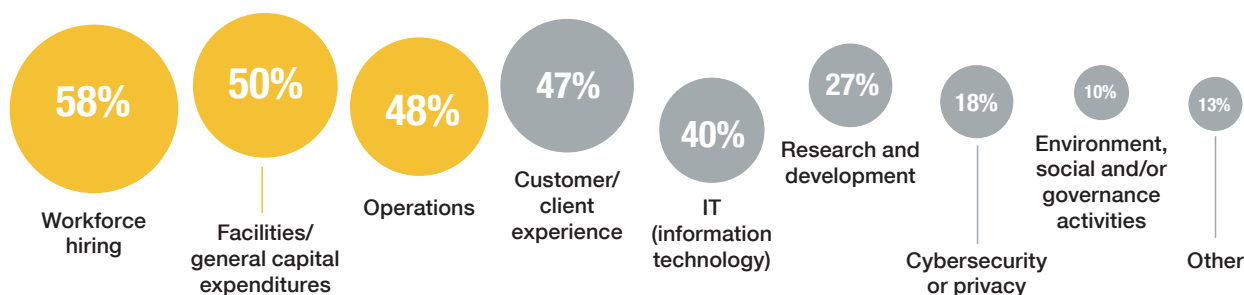 58%
Workforce
hiring
50%
Facilities/
general capital
expenditures
48%
Operations
47%
Customer/
client
experience
40%
IT
(information
technology)
27%
Research and
development
18%
Cybersecurity
or privacy
10%
Environment,
social and/or
governance
activities
13%
Other